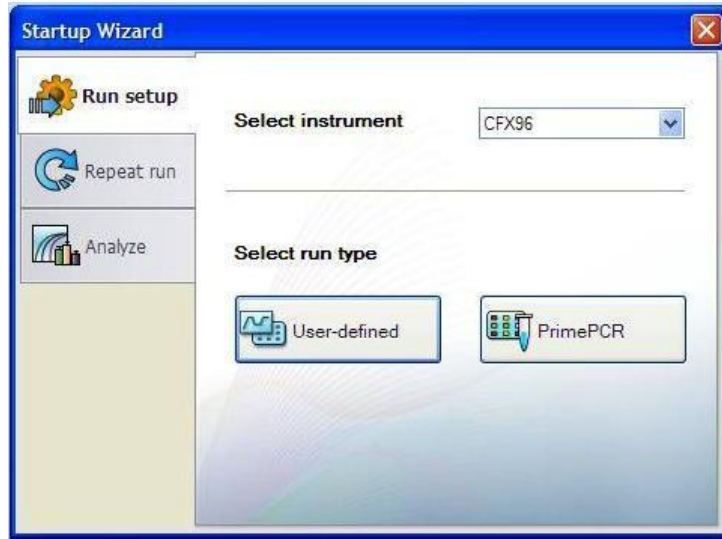 Startup Wizard
Run setup
Repeat run
Analyze
Select instrument CFX96
Select run type
User-defined PrimePCR